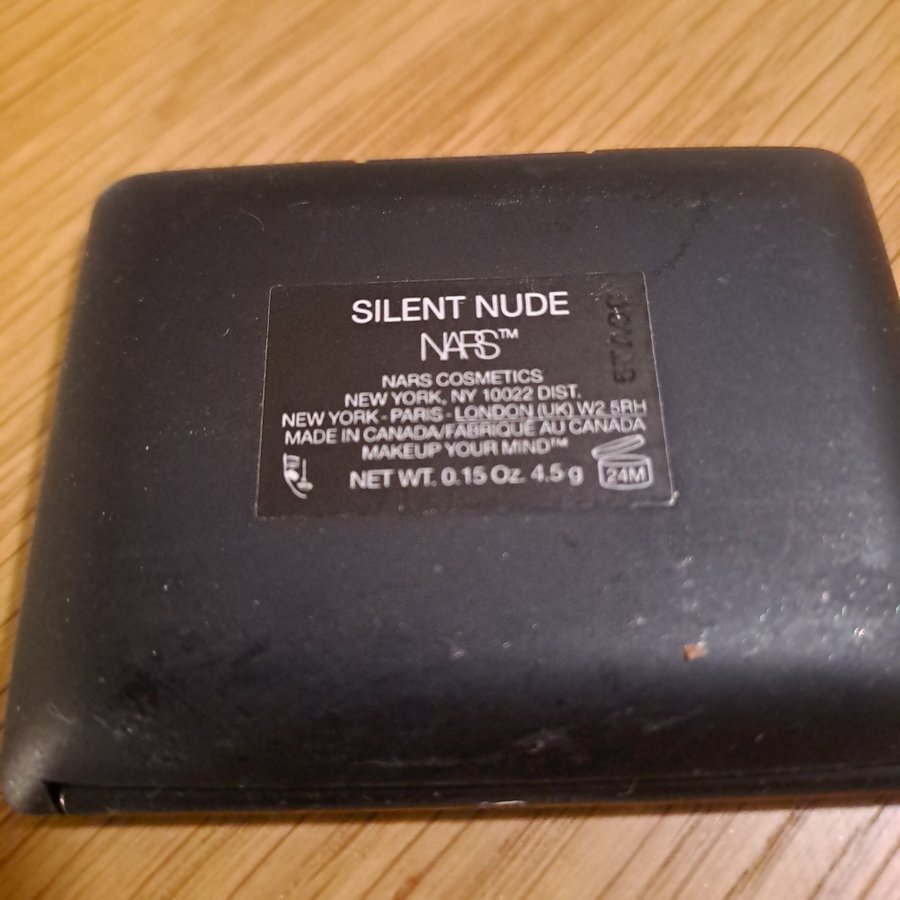 SILENT NUDE
NARS™
NARS COSMETICS
NEW YORK, NY 10022 DIST.
NEW YORK - PARIS - LONDON (UK) W2 5RH
MADE IN CANADA/FABRIQUÉ AU CANADA
MAKEUP YOUR MIND™
NET WT. 0.15 Oz. 4.5 g
24M